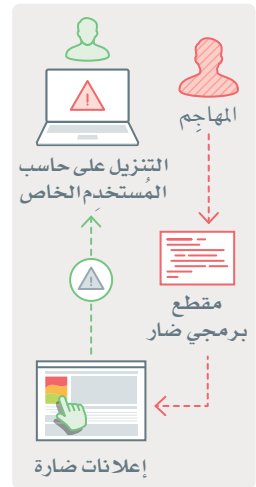 المهاجِم
التنزيل على حاسب
المُستخدِم الخاص
مقطع
برمجي ضار
إعلانات ضارة